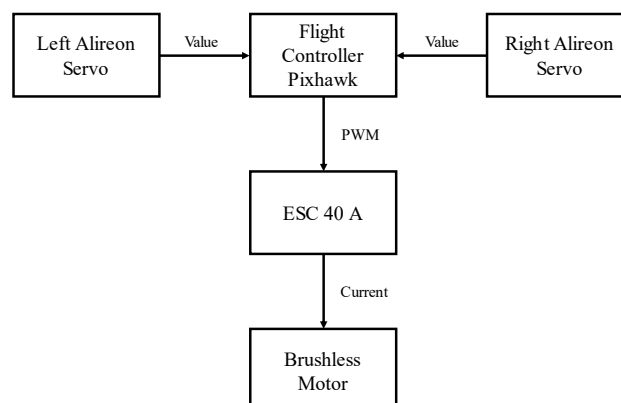 Left Alireon
Servo
Value
Flight
Controller
Pixhawk
Value
Right Alireon
Servo
PWM
ESC 40 A
Current
Brushless
Motor